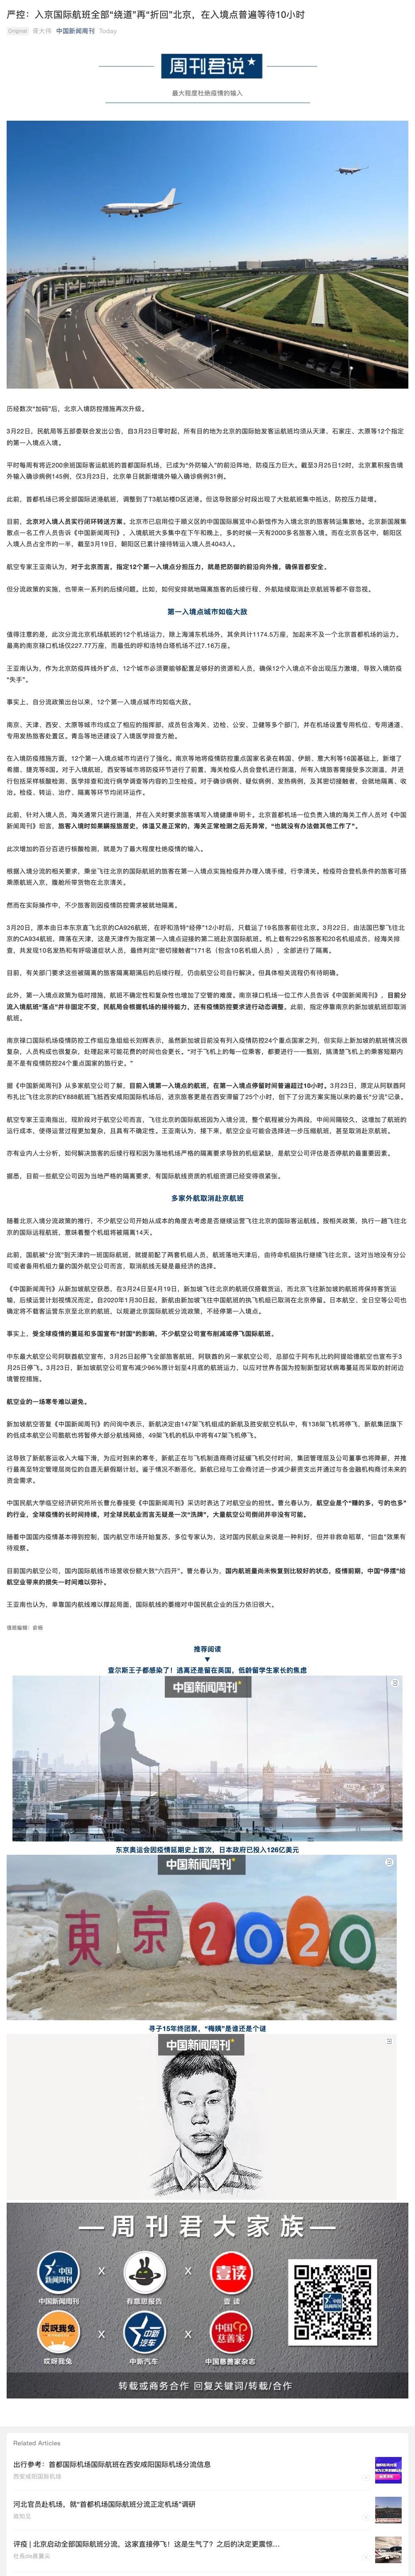 严控：入京国际航班全部“绕道”再“折回”北京，在入境点普遍等待10小时
Original
中国新闻周刊 Today
周刊君说
最大程度杜绝疫情的输入
历经数次“加码”后，北京入境防控措施再次升级。
3月22日，民航局等五部委联合发出公告，自3月23日零时起，所有目的地为北京的国际始发客运航班均须从天津、石家庄、太原等12个指定
的第一入境点入境。
平时每周有将近200余班国际客运航班的首都国际机场，已成为“外防输入”的前沿阵地，防疫压力巨大。截至3月25日12时，北京累积报告境
外输入确诊病例145例，仅3月23日，北京单日就新增境外输入确诊病例31例。
此前，首都机场已将全部国际进港航班，调整到了T3航站楼D区进港。但这导致部分时段出现了大批航班集中抵达，防控压力陡增。
目前，北京对入境人员实行闭环转送方案，北京市已启用位于顺义区的中国国际展览中心新馆作为入境北京的旅客转运集散地。北京新国展集
散点一名工作人员告诉《中国新闻周刊》，入境航班大多集中在下午和晚上，多的时候一天有2000多名旅客入境。而在北京各区中，朝阳区
入境人员占全市的一半，截至3月19日，朝阳区已累计接待转运入境人员4043人。
航空专家王亚南认为，对于北京而言，指定12个第一入境点分担压力，就是把防御的前沿向外推，确保首都安全。
但分流政策的实施，也带来一系列的后续问题。比如，如何安排就地隔离旅客的后续行程、外航陆续取消赴京航班等都不容忽视。
第一入境点城市如临大敌
值得注意的是，此次分流北京机场航班的12个机场运力，除上海浦东机场外，其余共计1174.5万座，加起来不及一个北京首都机场的运力。
最高的南京禄口机场仅227.77万座，而最低的呼和浩特白塔机场不过7.16万座。
王亚南认为，作为北京防疫阵线外扩点，12个城市必须要能够配置足够好的资源和人员，确保12个入境点不会出现压力激增，导致入境防疫
“失手”。
事实上，自分流政策出台以来，12个第一入境点城市均如临大敌。
南京、天津、西安、太原等城市均成立了相应的指挥部，成员包含海关、边检、公安、卫健等多个部门，并在机场设置专用机位、专用通道、
专用发热旅客处置区。青岛等地还建设了入境医学排查方舱。
在入境防疫措施方面，12个第一入境点城市均进行了强化。南京等地将疫情防控重点国家名录在韩国、伊朗、意大利等16国基础上，新增了
希腊、捷克等8国。对于入境航班，西安等城市将防疫环节进行了前置，海关检疫人员会登机进行测温，所有入境旅客需接受多次测温，并进
行包括采样核酸检测、医学排查和流行病学调查等内容的卫生检疫。对于确诊病例、疑似病例、发热病例，及其密切接触者，会就地隔离、收
治。检疫、转运、治疗、隔离等环节均闭环运作。
此前，针对入境人员，海关通常只进行测温，并在入关时要求旅客填写入境健康申明卡。北京首都机场一位负责入境的海关工作人员对《中国
新闻周刊》坦言，旅客入境时如果瞒报旅居史，体温又是正常的，海关正常检测之后无异常，“也就没有办法做其他工作了”。
此次增加的百分百进行核酸检测，就是为了最大程度杜绝疫情的输入。
根据入境分流的相关要求，乘坐飞往北京的国际航班的旅客在第一入境点实施检疫并办理入境手续，行李清关。检疫符合登机条件的旅客可搭
乘原航班入京，腹舱所带货物在北京清关。
然而在实际操作中，不少旅客则因疫情防控需求被就地隔离。
3月20日，原本由日本东京直飞北京的CA926航班，在呼和浩特“经停”12小时后，只载运了19名旅客前往北京。3月22日，由法国巴黎飞往北
京的CA934航班，降落在天津，这是天津作为指定第一入境点迎接的第二班赴京国际航班。机上载有229名旅客和20名机组成员，经海关排
查，共发现10名发热和有呼吸道症状人员，最终判定“密切接触者”171名（包含10名机组人员），全部进行了隔离。
目前，有关部门要求这些被隔离的旅客隔离期满后的后续行程，仍由航空公司自行解决。但具体相关流程仍有待明确。
此外，第一入境点政策为临时措施，航班不确定性和复杂性也增加了空管的难度。南京禄口机场一位工作人员告诉《中国新闻周刊》，目前分
流入境航班“落点”并非固定不变，民航局会根据机场的接待能力，还有疫情防控要求进行动态调整。此前，指定停靠南京的新加坡航班即取消
航班。
南京禄口国际机场疫情防控工作组应急组组长刘辉表示，虽然新加坡目前没有列入疫情防控24个重点国家之列，但实际上新加坡的航班情况很
复杂，人员构成也很复杂，处理起来可能花费的时间也会更长。“对于飞机上的每一位乘客，都要进行一一甄别，搞清楚飞机上的乘客短期内
是不是有疫情防控24个重点国家的旅行史。”
据《中国新闻周刊》从多家航空公司了解，目前入境第一入境点的航班，在第一入境点停留时间普遍超过10小时。3月23日，原定从阿联酋阿
布扎比飞往北京的EY888航班飞抵西安咸阳国际机场后，进京旅客更是在西安滞留了25个小时，创下了分流方案实施以来的最长“分流”记录。
航空专家王亚南指出，现阶段对于航空公司而言，飞往北京的国际航班因为入境分流，整个航程被分为两段，中间间隔较久，这增加了航班的
运行成本，使得运营过程更加复杂，且具有不确定性。王亚南认为，接下来，航空企业可能会选择进一步压缩航班，甚至取消赴京航班。
亦有业内人士分析，如何解决旅客的后续行程和因为落地机场严格的隔离要求导致的机组紧缺，是航空公司评估是否停航的最重要因素。
据悉，目前一些航空公司因为当地严格的隔离要求，有国际航线资质的机组资源已经变得很紧张。
多家外航取消赴京航班
随着北京入境分流政策的推行，不少航空公司开始从成本的角度去考虑是否继续运营飞往北京的国际客运航线。按相关政策，执行一趟飞往北
京的国际远程航班，意味着整个机组将被隔离14天。
此前，国航被“分流”到天津的一班国际航班，就提前配了两套机组人员，航班落地天津后，由待命机组执行继续飞往北京。这对当地没有分公
司或者备用机组力量的国外航空公司而言，取消航线无疑是最经济的选择。
《中国新闻周刊》从新加坡航空获悉，在3月24日至4月19日，新加坡飞往北京的航班仅搭载货运，而北京飞往新加坡的航班将保持客货运
输，后续运营计划视情况而定。自2020年1月30日起，新航由新加坡飞往中国航班的执飞机组已取消在北京停留。日本航空、全日空等公司也
确定将不载客运营东京至北京的航班，以规避北京国际分流政策，不经停第一入境点。
事实上，受全球疫情的蔓延和多国宣布“封国”的影响，不少航空公司宣布削减或停飞国际航班。
中东最大航空公司阿联酋航空宣布，3月25日起停飞全部旅客航班，阿联酋的另一家航空公司，总部位于阿布扎比的阿提哈德航空也宣布于3
月25日停飞。3月23日，新加坡航空公司宣布减少96%原计划至4月底的航班运力，以应对世界各国为控制新型冠状病毒蔓延而采取的封闭边
境管控措施。
航空业的一场寒冬难以避免。
新加坡航空答复《中国新闻周刊》的问询中表示，新航决定由147架飞机组成的新航及胜安航空机队中，有138架飞机将停飞，新航集团旗下
的低成本航空公司酷航也将暂停大部分航线网络，49架飞机的机队中将有47架飞机停飞。
这导致了新航客运收入大幅下滑，为应对到来的寒冬，新航正在与飞机制造商商讨延缓飞机交付时间，集团管理层及公司董事也将降薪，并推
行最高至特定管理层岗位的自愿无薪假期计划。鉴于情况不断恶化，新航已经与工会商讨进一步减少薪资支出并通过与各金融机构商讨未来的
资金需求。
中国民航大学临空经济研究所所长曹允春接受《中国新闻周刊》采访时表达了对航空业的担忧。曹允春认为，航空业是个“赚的多，亏的也多”
的行业，全球疫情的长时间持续，对全球民航业而言无疑是一次“洗牌”，大量航空公司倒闭并非没有可能。
随着中国国内疫情基本得到控制，国内航空市场开始复苏，多位专家认为，这对国内民航业来说是一种利好，但并非救命稻草，“回血”效果有
待观察。
目前国内航空公司，国内国际航线市场营收份额大致“六四开”。曹允春认为，国内航班量尚未恢复到比较好的状态，疫情前期，中国“停摆”给
航空业带来的损失一时间难以弥补。
王亚南也认为，单靠国内航线难以撑起局面，国际航线的萎缩对中国民航企业的压力依旧很大。
值班编辑：俞杨
推荐阅读
▼
查尔斯王子都感染了！逃离还是留在英国，低龄留学生家长的焦虑
中国新闻周刊
东京奥运会因疫情延期史上首次，日本政府已投入126亿美元
中国新闻周刊
東京2020
寻子15年终团聚，“梅姨”是谁还是个谜
中国新闻周刊
—周刊君大家族—
中国新闻周刊 X 有意思报告 X 壹读
哎呀我兔 X 中新汽车 X 中国慈善家杂志
转载或商务合作 回复关键词/转载/合作
Related Articles
出行参考：首都国际机场国际航班在西安咸阳国际机场分流信息
西安咸阳国际机场
河北官员赴机场，就“首都机场国际航班分流正定机场”调研
政知见
评疫 | 北京启动全部国际航班分流，这家直接停飞！这是生气了？之后的决定更震惊...